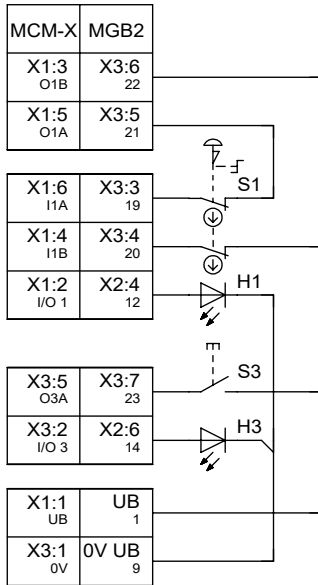 MCM-X MGB2
X1:3 X3:6
O1B 22
X1:5 X3:5
O1A 21
X1:6 X3:3
I1A 19
S1
X1:4 X3:4
I1B 20
X1:2 X2:4
I/O 1 12
H1
X3:5 X3:7
O3A 23
S3
X3:2 X2:6
I/O 3 14
H3
X1:1 UB
UB 1
X3:1 0V UB
0V 9